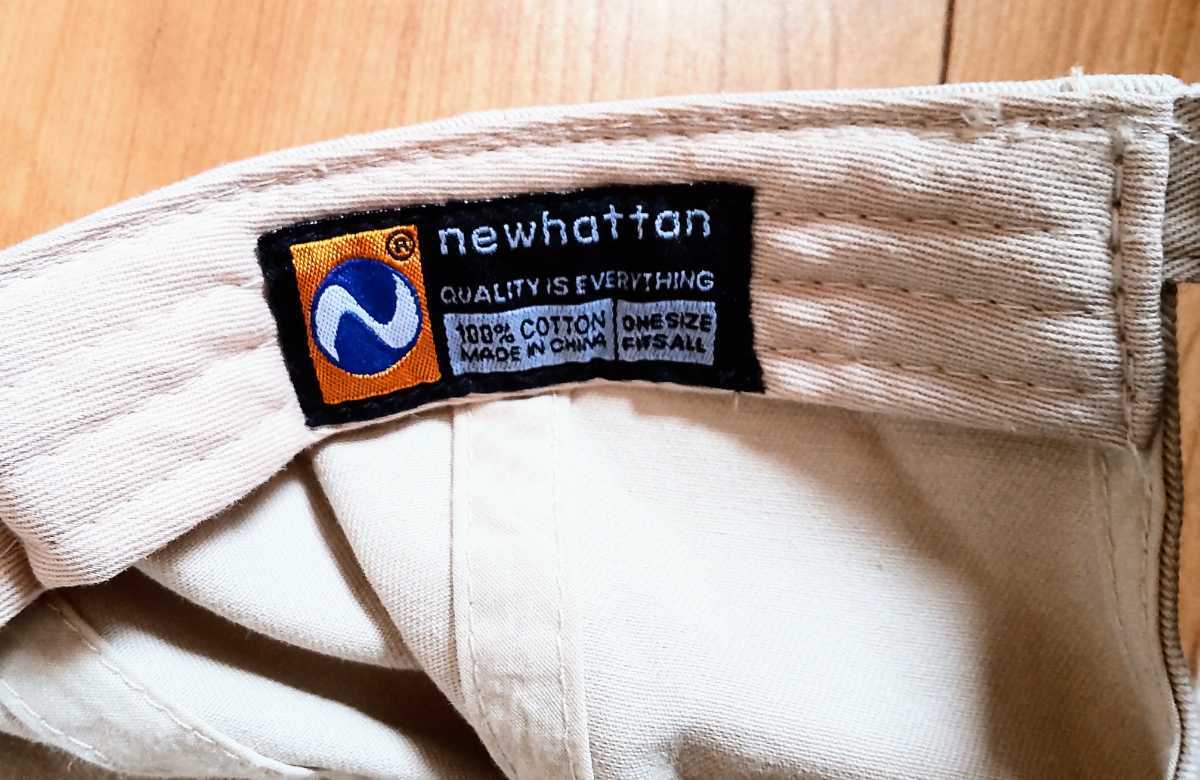 ®
newhattan
QUALITY IS EVERYTHING
100% COTTON
MADE IN CHINA
ONE SIZE
FITS ALL